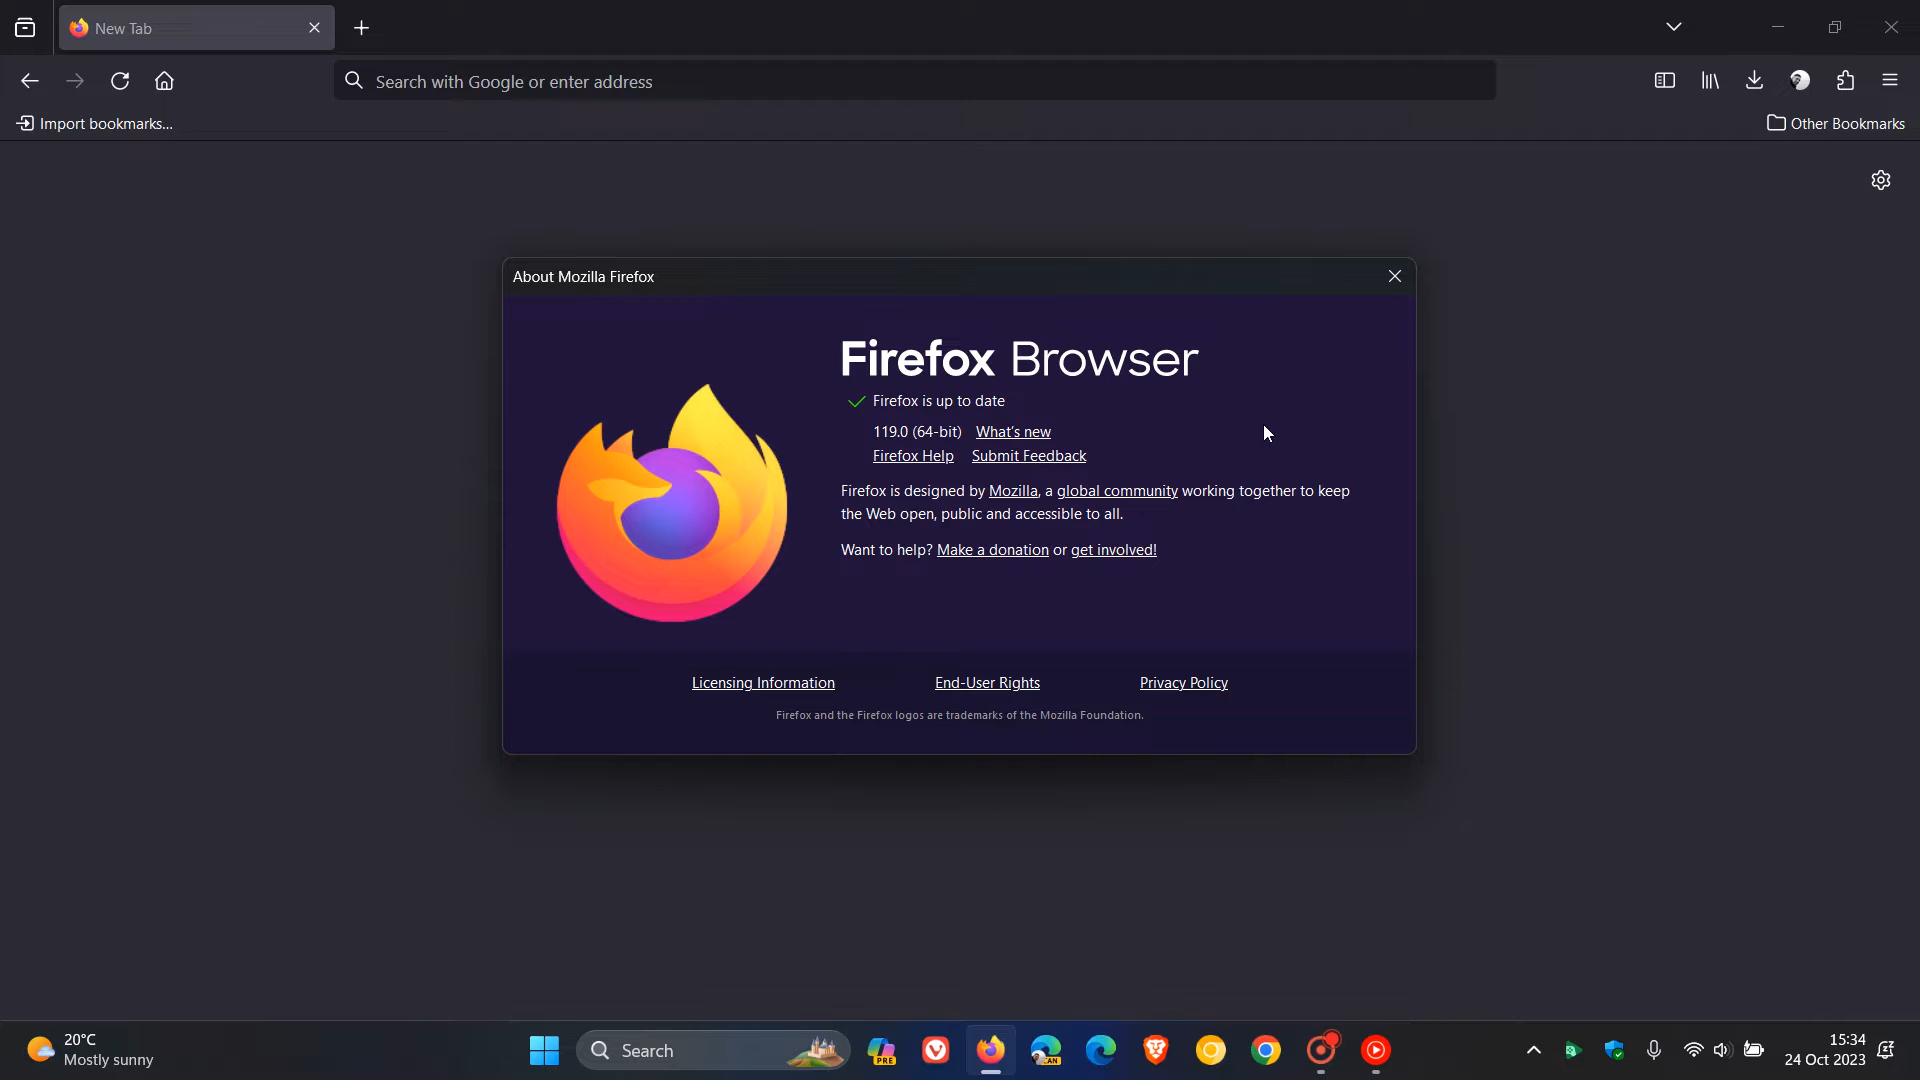 New Tab
Search with Google or enter address
Import bookmarks...
Other Bookmarks
About Mozilla Firefox
Firefox Browser
Firefox is up to date
119.0 (64-bit) What's new
Firefox Help Submit Feedback
Firefox is designed by Mozilla, a global community working together to keep
the Web open, public and accessible to all.
Want to help? Make a donation or get involved!
Licensing Information End-User Rights Privacy Policy
Firefox and the Firefox logos are trademarks of the Mozilla Foundation.
20°C
Mostly sunny
Search
PRE
CAN
15:34
24 Oct 2023